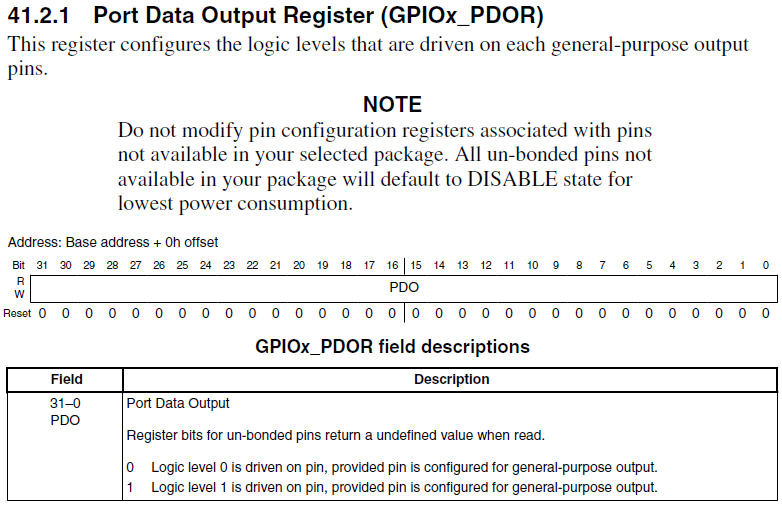 41.2.1 Port Data Output Register (GPIOx_PDOR)
This register configures the logic levels that are driven on each general-purpose output
pins.
NOTE
Do not modify pin configuration registers associated with pins
not available in your selected package. All un-bonded pins not
available in your package will default to DISABLE state for
lowest power consumption.
Address: Base address + 0h offset
Bit 31 30 29 28 27 26 25 24 23 22 21 20 19 18 17 16 15 14 13 12 11 10 9 8 7 6 5 4 3 2 1 0
R
PDO
W
Reset 0 0 0 0 0 0 0 0 0 0 0 0 0 0 0 0 0 0 0 0 0 0 0 0 0 0 0 0 0 0 0 0
GPIOx_PDOR field descriptions
Field Description
31–0 Port Data Output
PDO
Register bits for un-bonded pins return a undefined value when read.
0 Logic level 0 is driven on pin, provided pin is configured for general-purpose output.
1 Logic level 1 is driven on pin, provided pin is configured for general-purpose output.